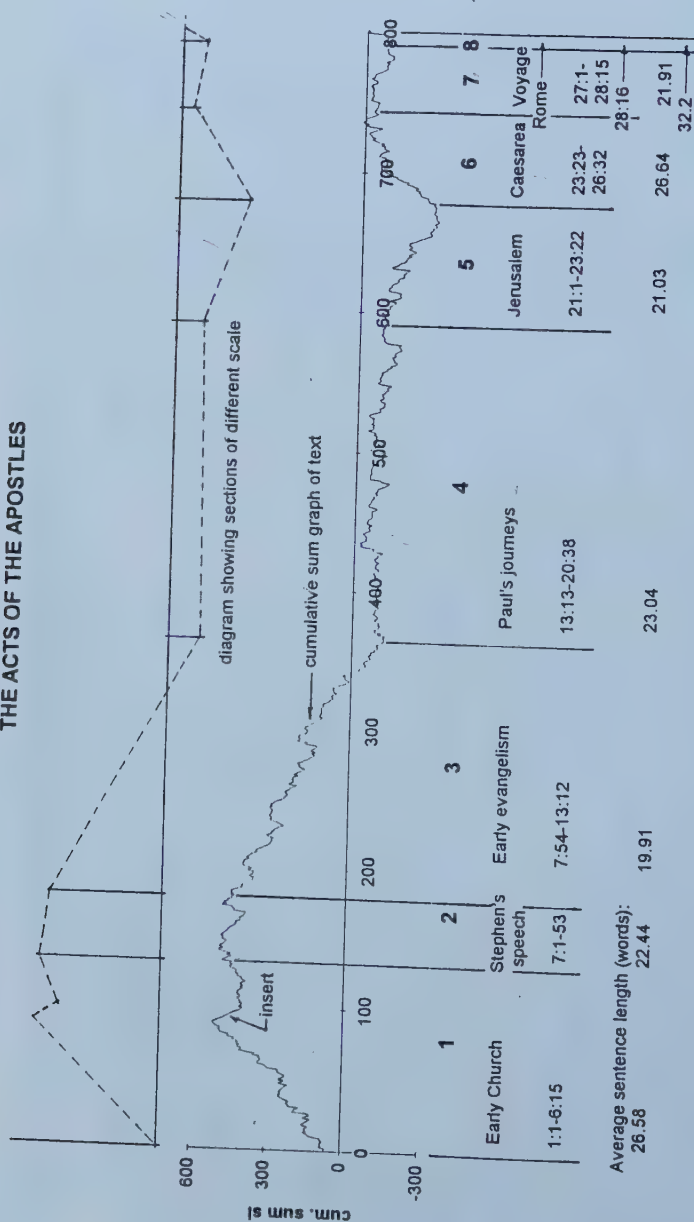 THE ACTS OF THE APOSTLES
diagram showing sections of different scale
cumulative sum graph of text
insert
cum. sum sl
600
300
0
-300
0
100
200
300
400
500
600
700
800
1
2
3
4
5
6
7
8
Early Church
Stephen's
speech
Early evangelism
Paul's journeys
Jerusalem
Caesarea
Voyage
Rome
1:1-6:15
7:1-53
7:54-13:12
13:13-20:38
21:1-23:22
23:23-
26:32
27:1-
28:15
28:16
Average sentence length (words):
26.58
22.44
19.91
23.04
21.03
26.64
21.91
32.2